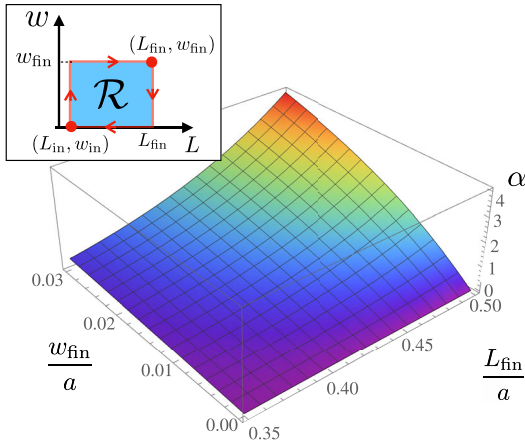 w
w_fin
(L_fin, w_fin)
R
(L_in, w_in)
L_fin
L
α
4
3
2
1
0
0.50
0.45
0.40
0.35
0.03
0.02
0.01
0.00
w_fin
a
L_fin
a